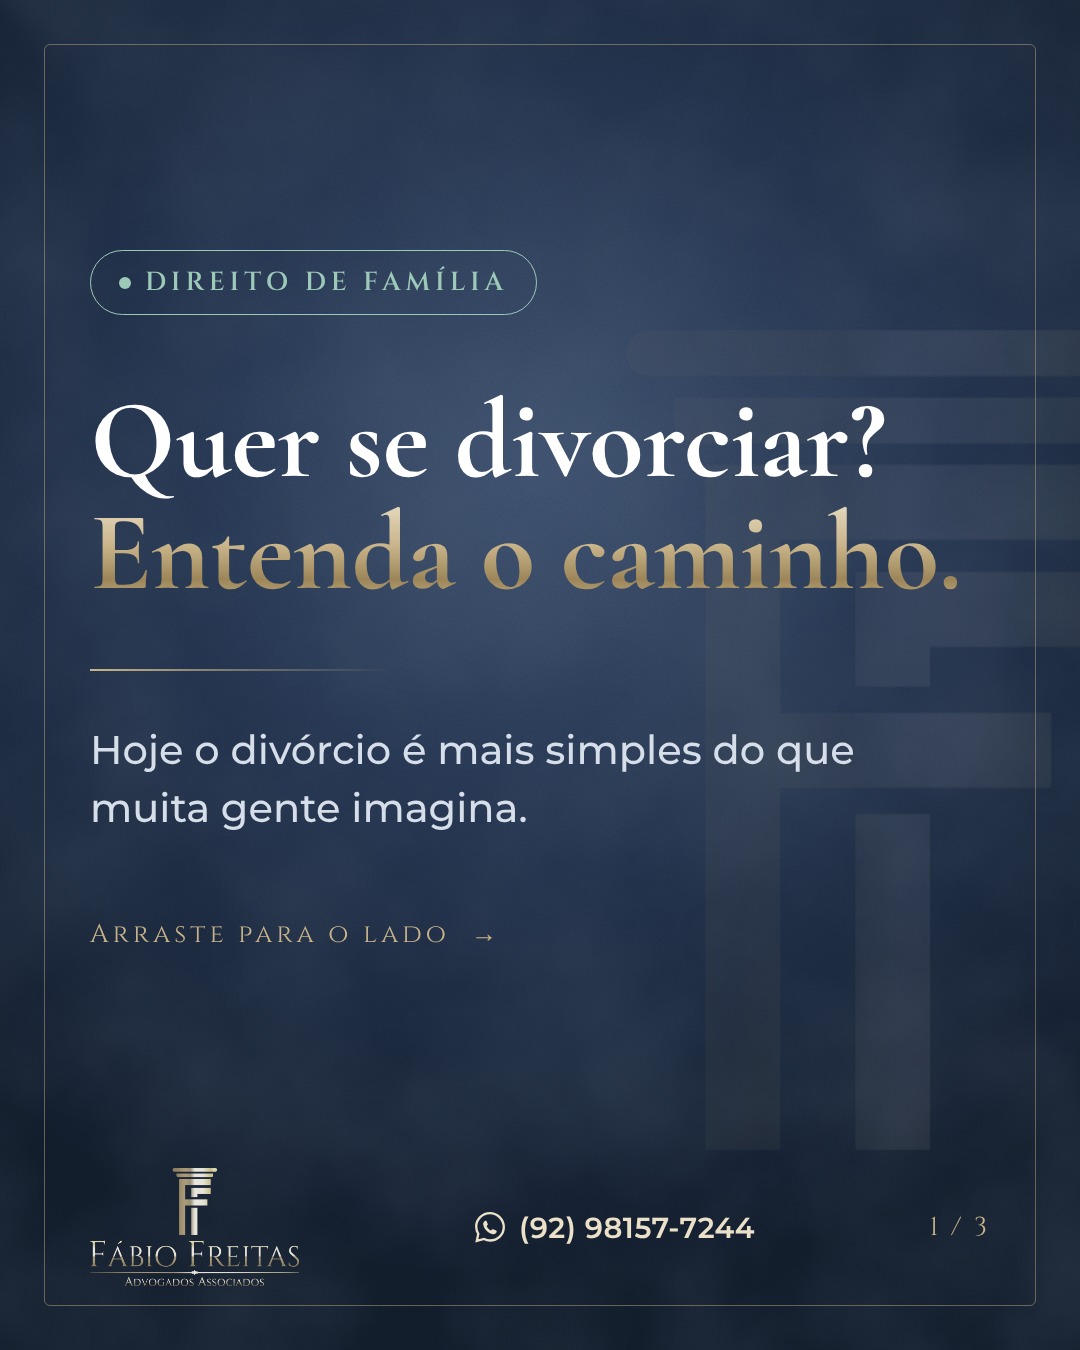 DIREITO DE FAMÍLIA
Quer se divorciar?
Entenda o caminho.
Hoje o divórcio é mais simples do que
muita gente imagina.
ARRASTE PARA O LADO →
FÁBIO FREITAS
ADVOGADOS ASSOCIADOS
(92) 98157-7244
1 / 3